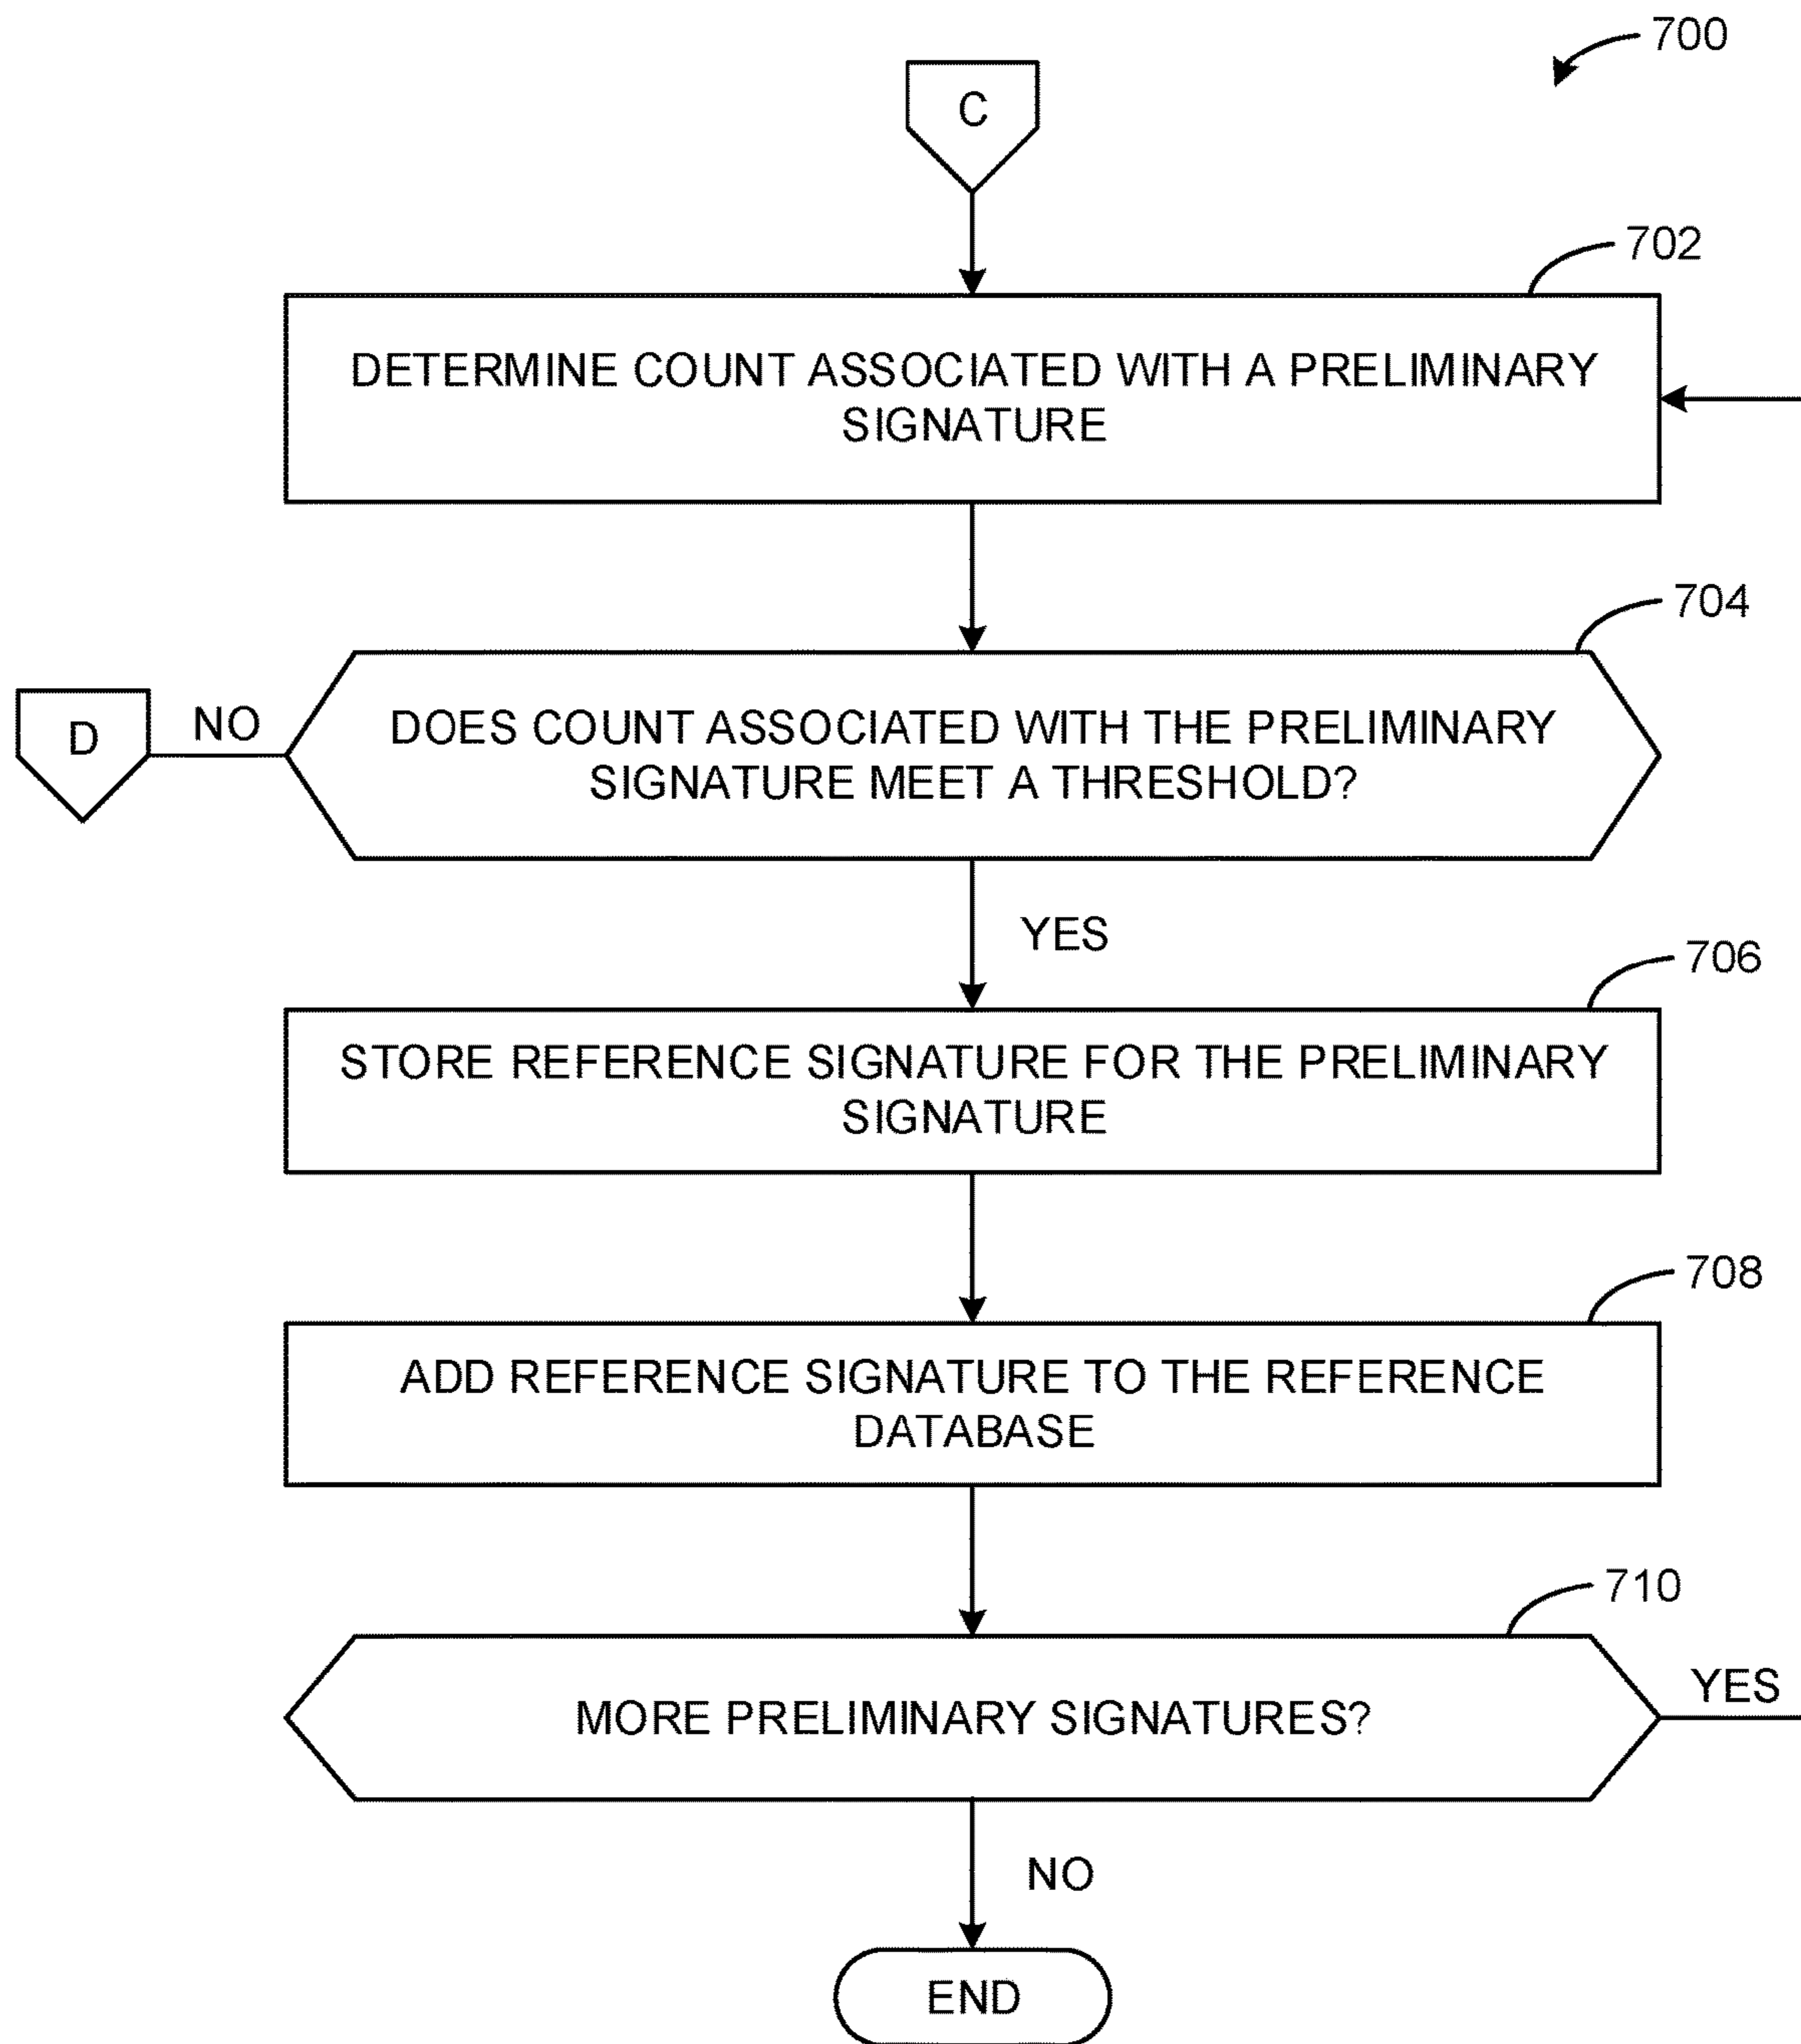 700
C
702
DETERMINE COUNT ASSOCIATED WITH A PRELIMINARY
SIGNATURE
704
D
NO
DOES COUNT ASSOCIATED WITH THE PRELIMINARY
SIGNATURE MEET A THRESHOLD?
YES
706
STORE REFERENCE SIGNATURE FOR THE PRELIMINARY
SIGNATURE
708
ADD REFERENCE SIGNATURE TO THE REFERENCE
DATABASE
710
MORE PRELIMINARY SIGNATURES?
YES
NO
END